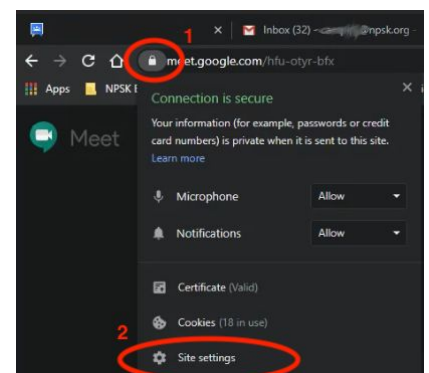 1
Inbox (32) - @npsk.org -
meet.google.com/hfu-otyr-bfx
Apps NPSK
Connection is secure
Your information (for example, passwords or credit
card numbers) is private when it is sent to this site.
Learn more
Meet
Microphone Allow
Notifications Allow
Certificate (Valid)
Cookies (18 in use)
2
Site settings